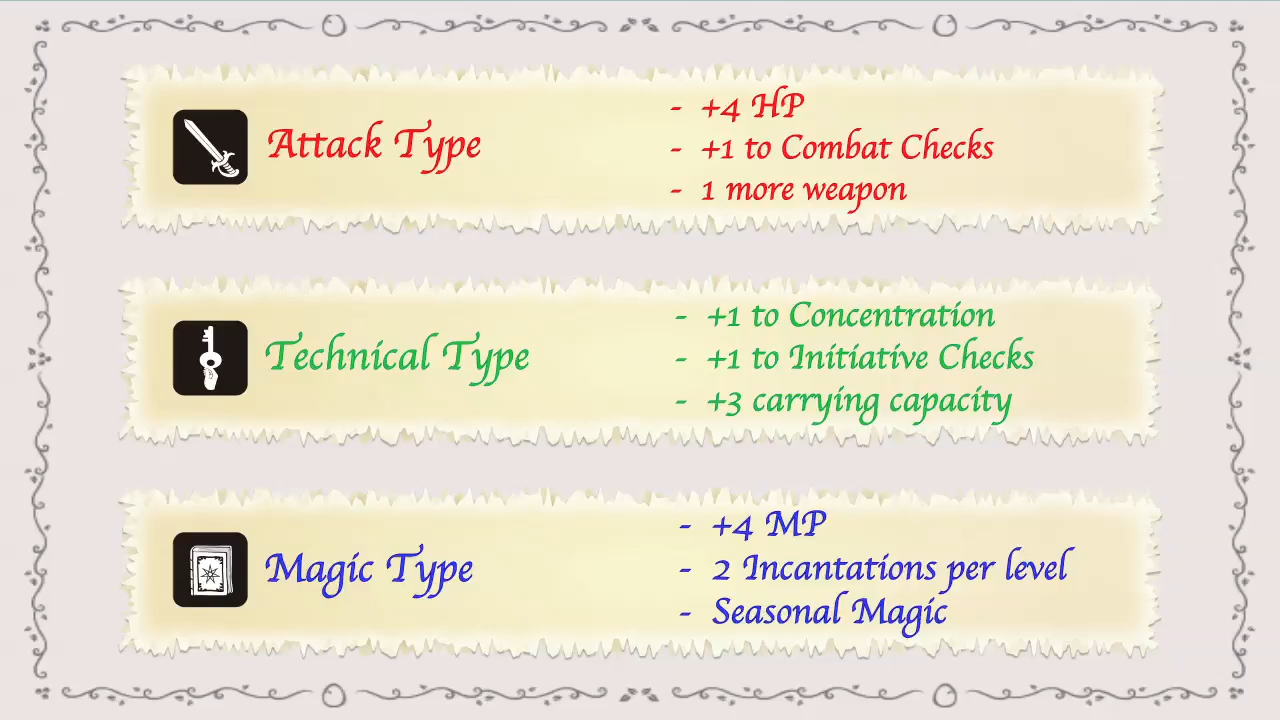 Attack Type
- +4 HP
- +1 to Combat Checks
- 1 more weapon
Technical Type
- +1 to Concentration
- +1 to Initiative Checks
- +3 carrying capacity
Magic Type
- +4 MP
- 2 Incantations per level
- Seasonal Magic